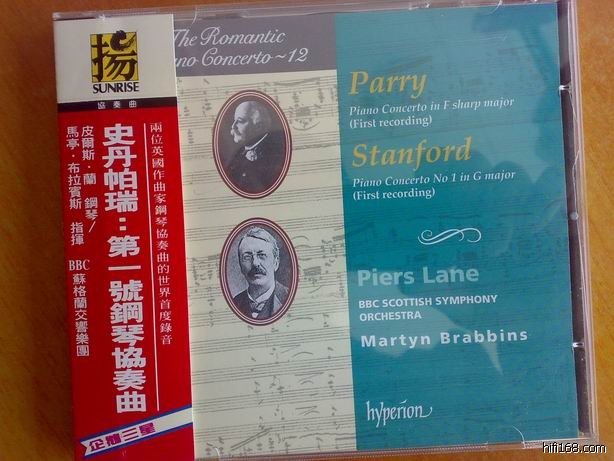 揚
SUNRISE
協奏曲
兩位英國作曲家鋼琴協奏曲的世界首度錄音
史丹帕瑞：第一號鋼琴協奏曲
皮爾斯·蘭 鋼琴/
馬亭·布拉賓斯 指揮 BBC 蘇格蘭交響樂團
企劃三星
The Romantic
ano Concerto ~12
Parry
Piano Concerto in F sharp major
(First recording)
Stanford
Piano Concerto No 1 in G major
(First recording)
Piers Lane
BBC SCOTTISH SYMPHONY
ORCHESTRA
Martyn Brabbins
hyperion
hifi168.com